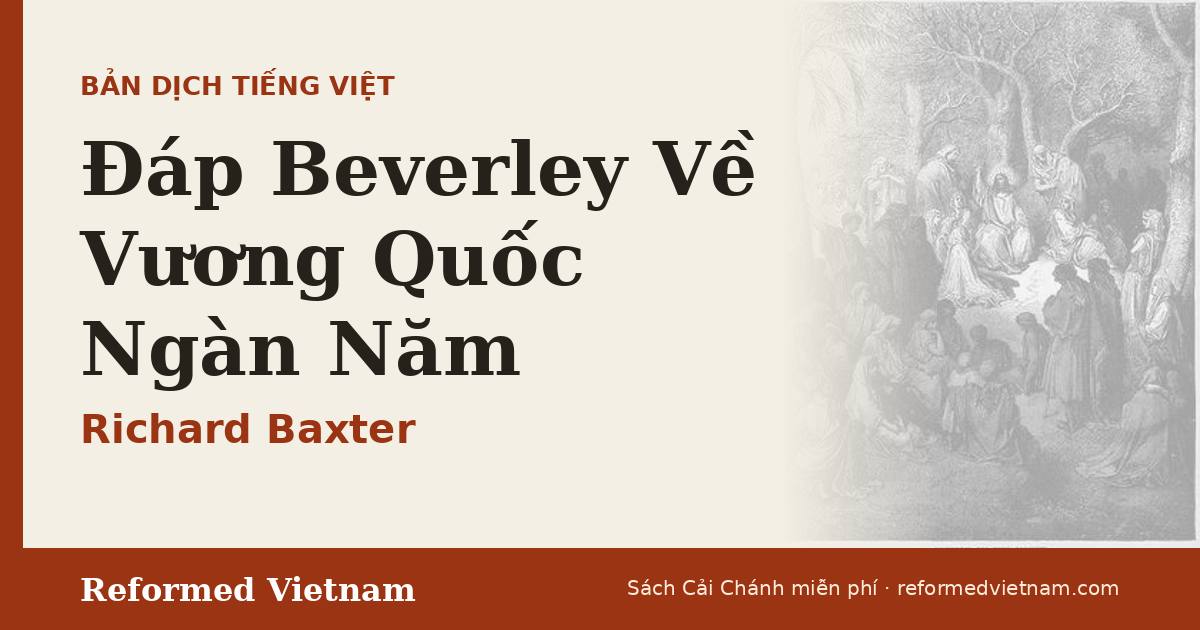 BẢN DỊCH TIẾNG VIỆT
Đáp Beverley Về
Vương Quốc
Ngàn Năm
Richard Baxter
Reformed Vietnam
Sách Cải Chánh miễn phí · reformedvietnam.com